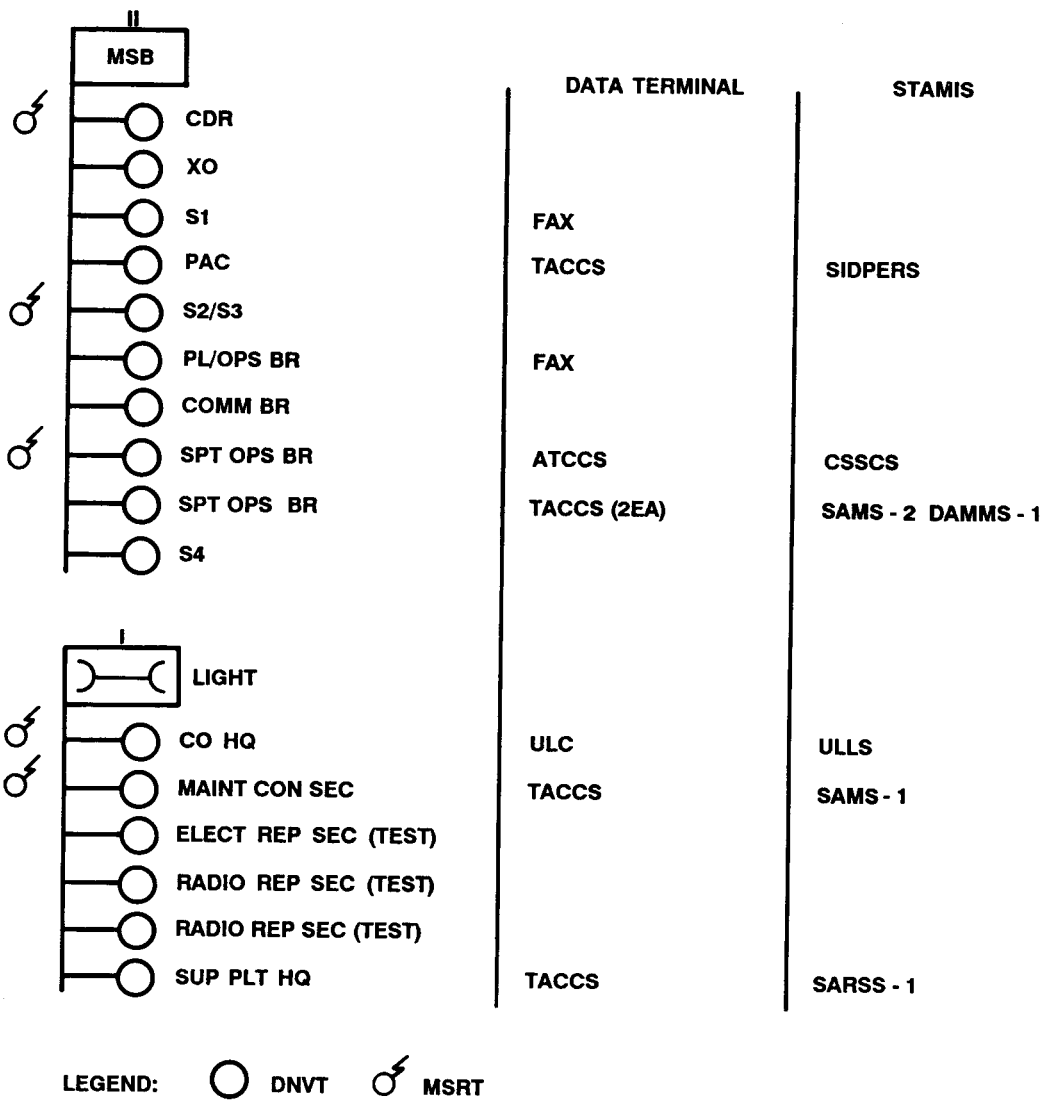 II
MSB
DATA TERMINAL STAMIS
CDR
XO
S1 FAX
PAC TACCS SIDPERS
S2/S3
PL/OPS BR FAX
COMM BR
SPT OPS BR ATCCS CSSCS
SPT OPS BR TACCS (2EA) SAMS - 2 DAMMS - 1
S4
I
LIGHT
CO HQ ULC ULLS
MAINT CON SEC TACCS SAMS - 1
ELECT REP SEC (TEST)
RADIO REP SEC (TEST)
RADIO REP SEC (TEST)
SUP PLT HQ TACCS SARSS - 1
LEGEND: DNVT MSRT